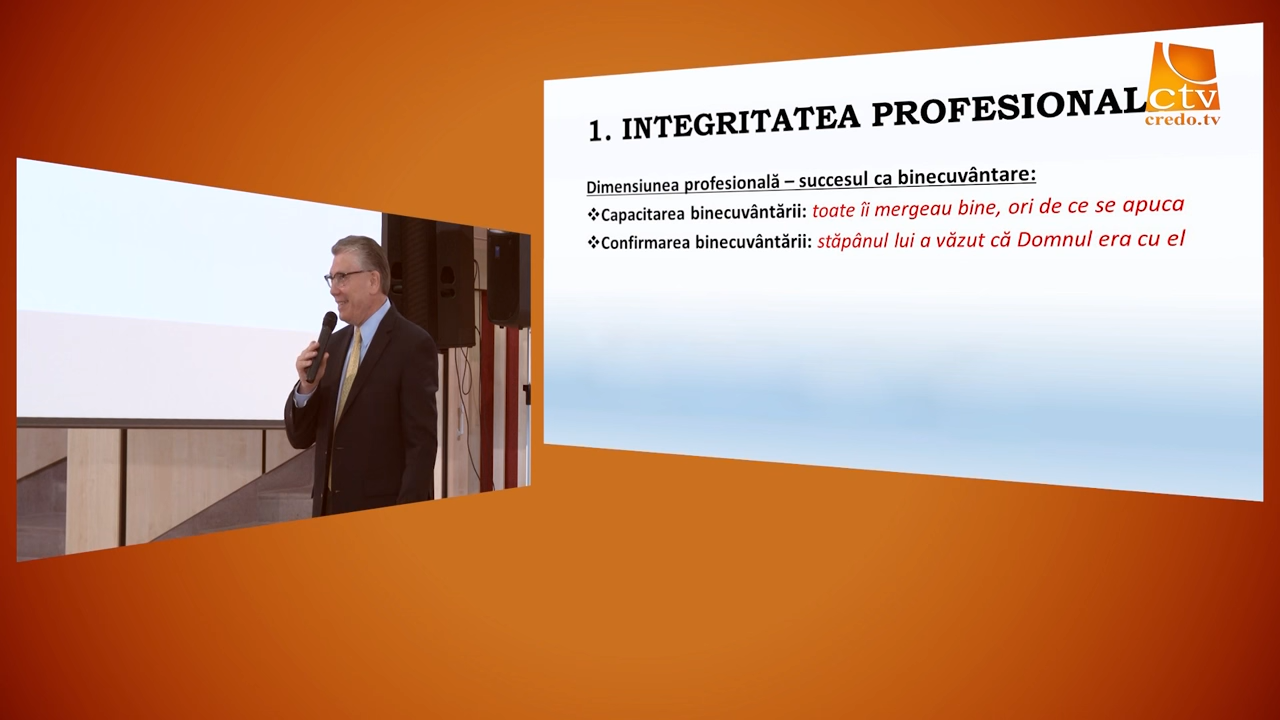 1. INTEGRITATEA PROFESIONAL
Dimensiunea profesională – succesul ca binecuvântare:
❖Capacitarea binecuvântării: toate îi mergeau bine, ori de ce se apuca
❖Confirmarea binecuvântării: stăpânul lui a văzut că Domnul era cu el
ctv
credo.tv